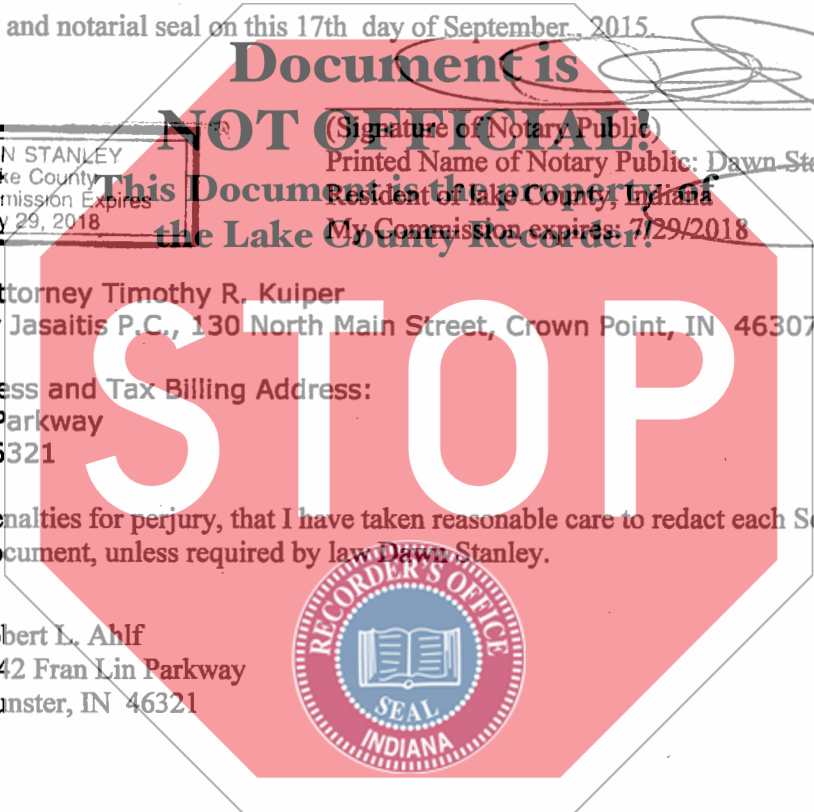 and notarial seal on this 17th day of September , 2015.
Document is
NOT OFFICIAL!
This Document is the property of
the Lake County Recorder!
(Signature of Notary Public)
Printed Name of Notary Public: Dawn Sta
Resident of lake County, Indiana
My Commission expires: 7/29/2018
N STANLEY
ke County
mission Expires
y 29, 2018
ttorney Timothy R. Kuiper
Jasaitis P.C., 130 North Main Street, Crown Point, IN 46307
ess and Tax Billing Address:
Parkway
6321
STOP
enalties for perjury, that I have taken reasonable care to redact each So
ocument, unless required by law Dawn Stanley.
RECORDER'S OFFICE
SEAL
INDIANA
bert L. Ahlf
42 Fran Lin Parkway
unster, IN 46321